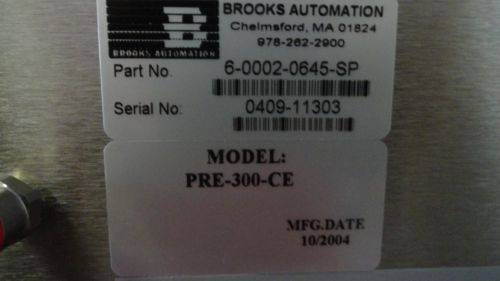 BROOKS AUTOMATION
Chelmsford, MA 01824
978-262-2900
B
BROOKS AUTOMATION
Part No. 6-0002-0645-SP
Serial No: 0409-11303
MODEL:
PRE-300-CE
MFG.DATE
10/2004